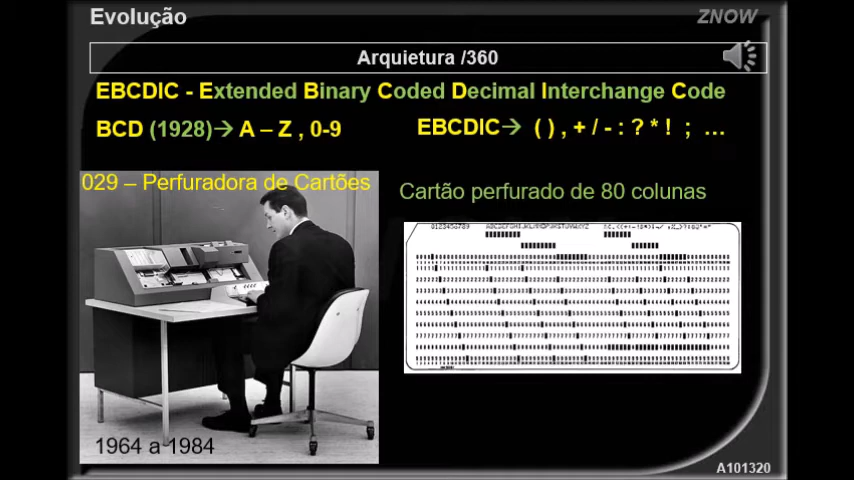 Evolução
ZNOW
Arquietura /360
EBCDIC - Extended Binary Coded Decimal Interchange Code
BCD (1928)→ A – Z , 0-9
EBCDIC→ ( ) , + / - : ? * ! ; ...
029 – Perfuradora de Cartões
Cartão perfurado de 80 colunas
0123456789
1964 a 1984
A101320